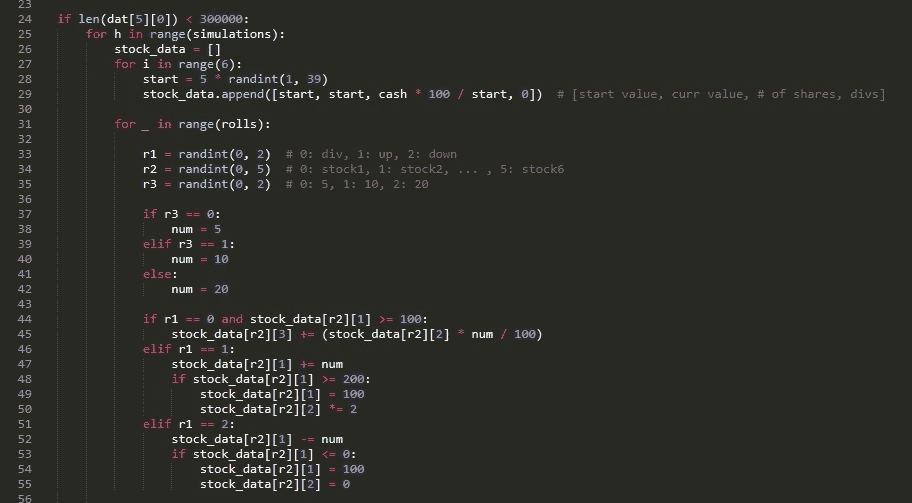 23
24 if len(dat[5][0]) < 300000:
25     for h in range(simulations):
26         stock_data = []
27         for i in range(6):
28             start = 5 * randint(1, 39)
29             stock_data.append([start, start, cash * 100 / start, 0])  # [start value, curr value, # of shares, divs]
30
31         for _ in range(rolls):
32
33             r1 = randint(0, 2)  # 0: div, 1: up, 2: down
34             r2 = randint(0, 5)  # 0: stock1, 1: stock2, ... , 5: stock6
35             r3 = randint(0, 2)  # 0: 5, 1: 10, 2: 20
36
37             if r3 == 0:
38                 num = 5
39             elif r3 == 1:
40                 num = 10
41             else:
42                 num = 20
43
44             if r1 == 0 and stock_data[r2][1] >= 100:
45                 stock_data[r2][3] += (stock_data[r2][2] * num / 100)
46             elif r1 == 1:
47                 stock_data[r2][1] += num
48                 if stock_data[r2][1] >= 200:
49                     stock_data[r2][1] = 100
50                     stock_data[r2][2] *= 2
51             elif r1 == 2:
52                 stock_data[r2][1] -= num
53                 if stock_data[r2][1] <= 0:
54                     stock_data[r2][1] = 100
55                     stock_data[r2][2] = 0
56